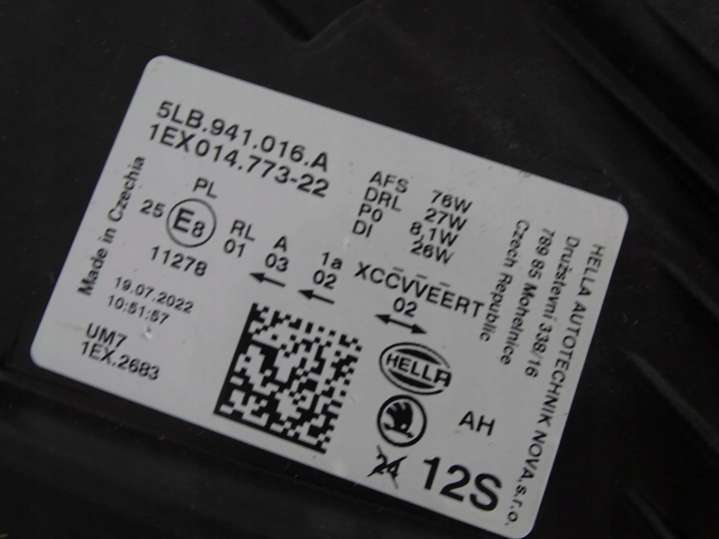 5LB.941.016.A
1EX 014.773-22
Made in Czechia
PL
25
E8
11278
RL
01
A
03
1a
02
XCCVVEERT
02
AFS 76W
DRL 27W
P0 8,1W
DI 26W
HELLA AUTOTECHNIK NOVA,s.r.o.
Družstevní 338/16
789 85 Mohelnice
Czech Republic
19.07.2022
10:51:57
UM7
1EX.2683
HELLA
AH
24
12S